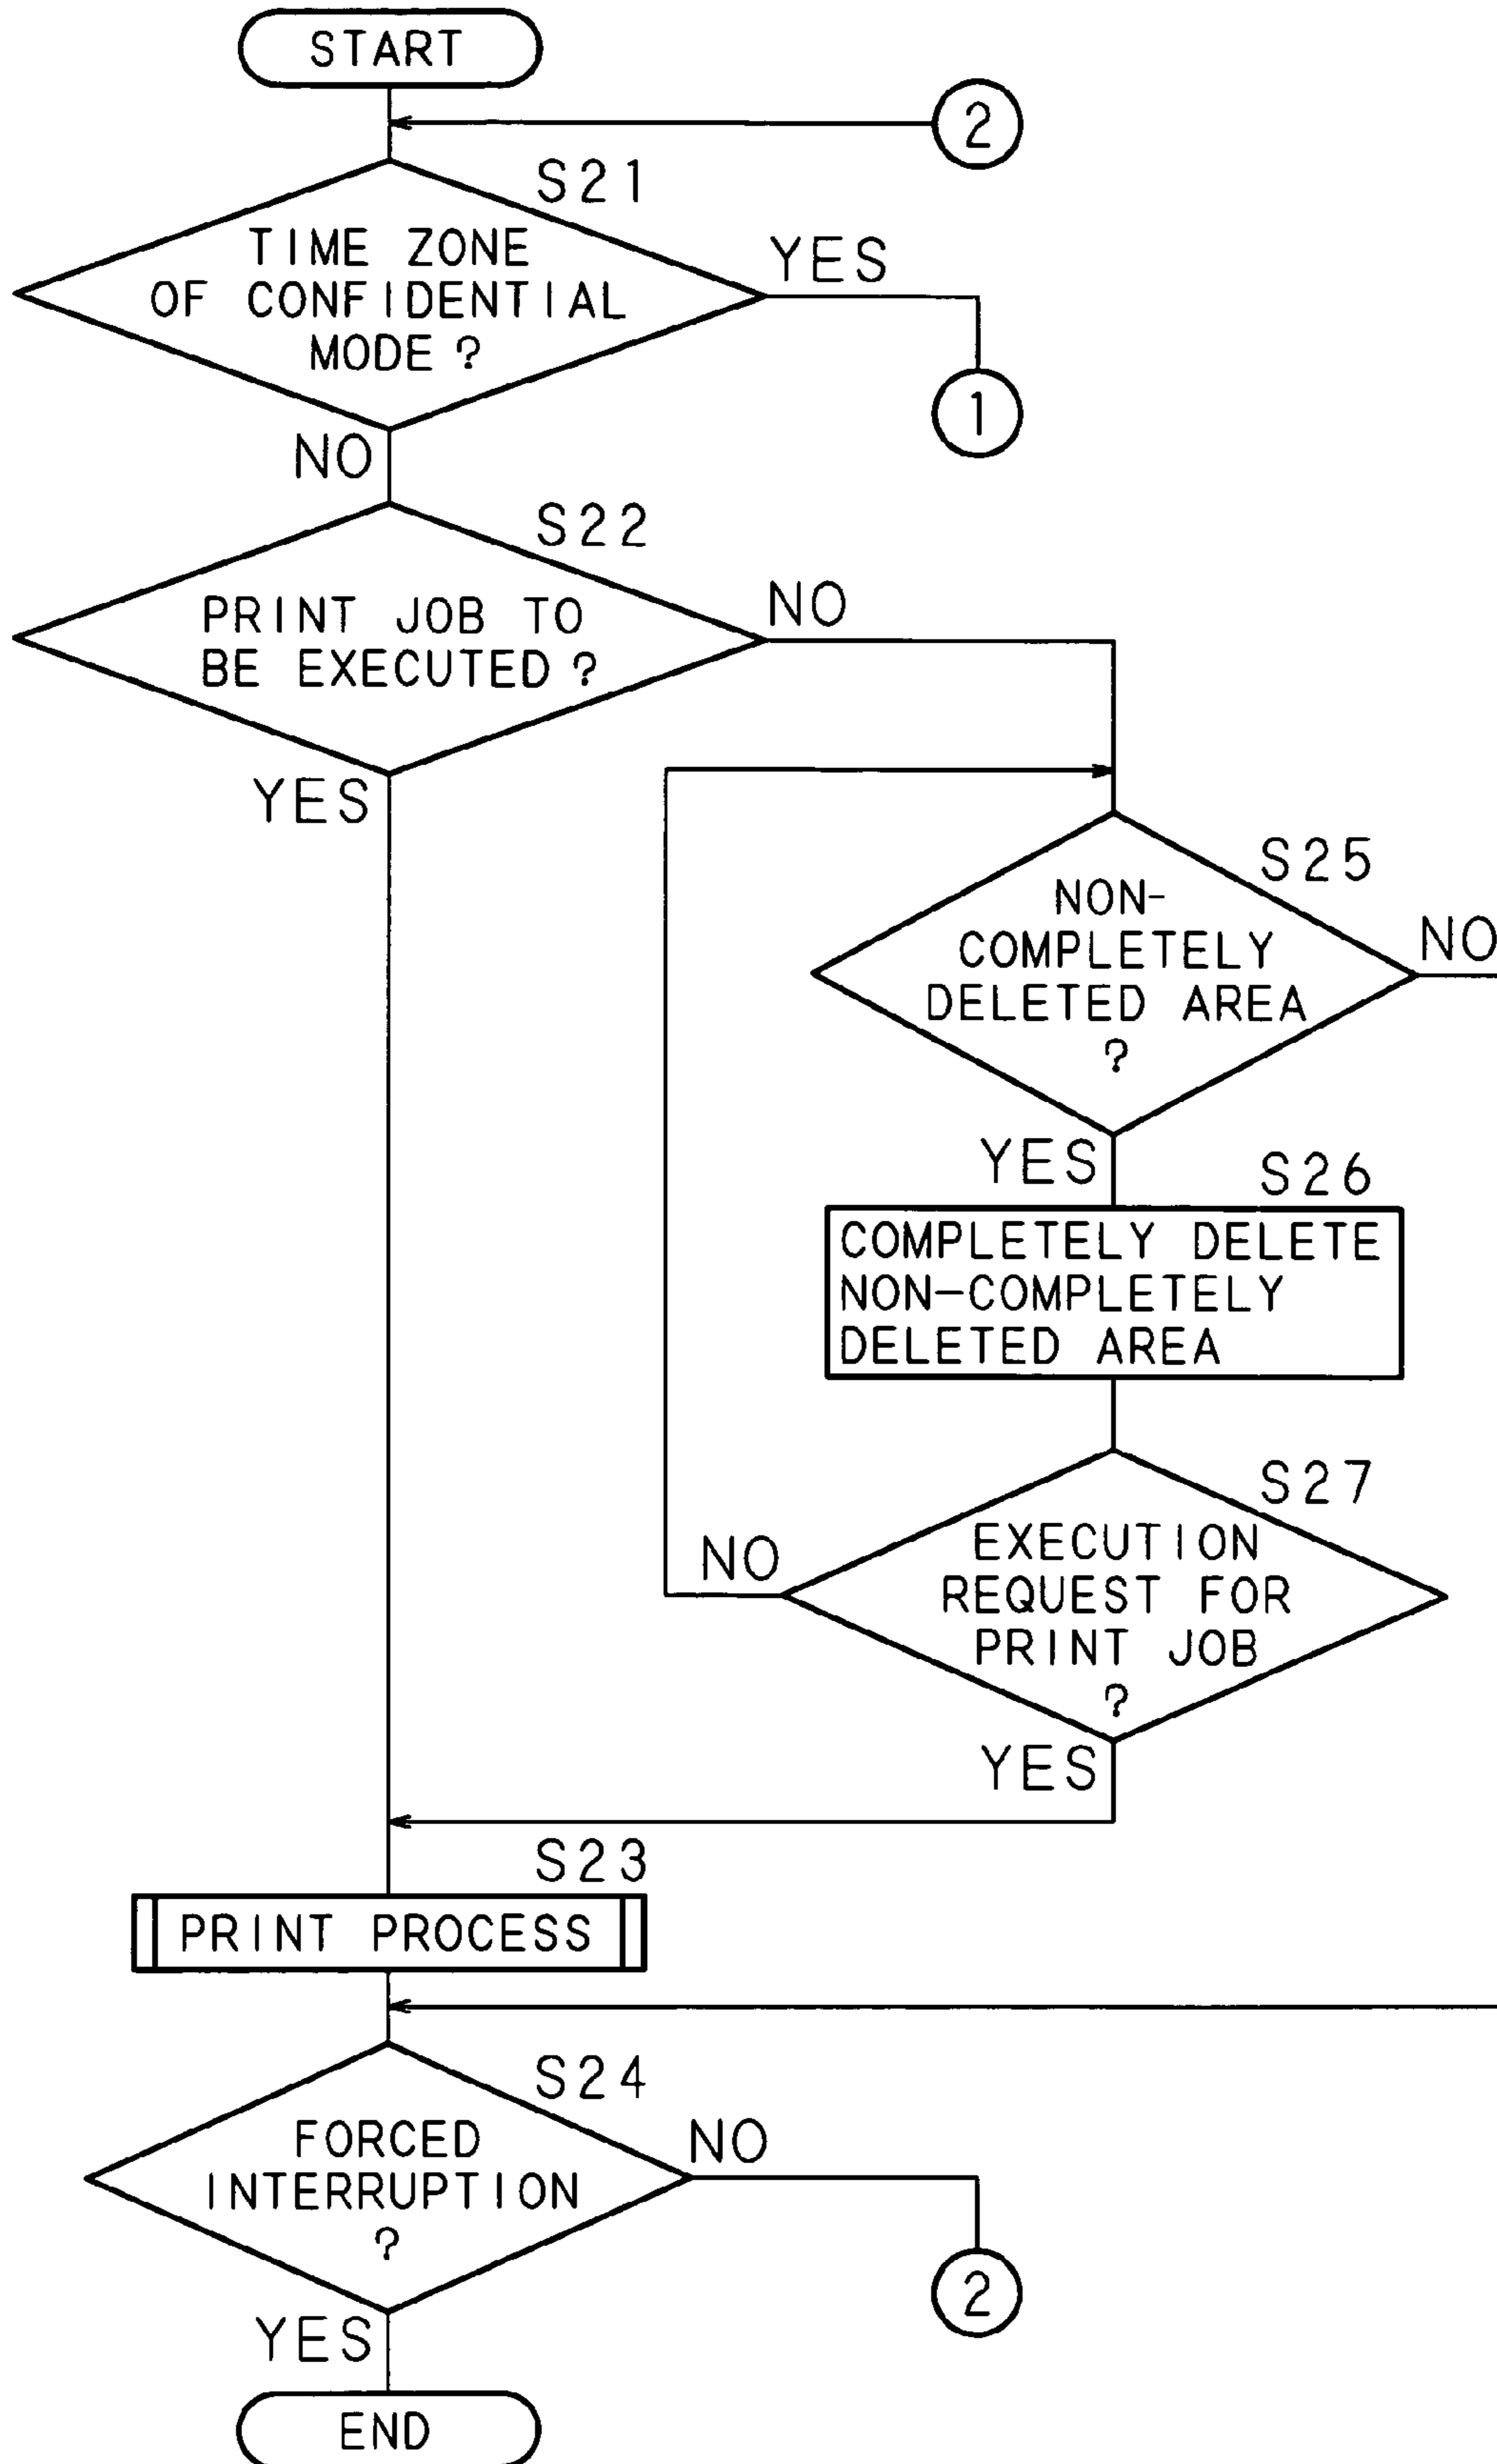 START
2
S21
TIME ZONE
OF CONFIDENTIAL
MODE?
YES
1
NO
S22
PRINT JOB TO
BE EXECUTED?
NO
YES
S25
NON-
COMPLETELY
DELETED AREA
?
NO
YES
S26
COMPLETELY DELETE
NON-COMPLETELY
DELETED AREA
S27
EXECUTION
REQUEST FOR
PRINT JOB
?
NO
YES
S23
PRINT PROCESS
S24
FORCED
INTERRUPTION
?
NO
2
YES
END